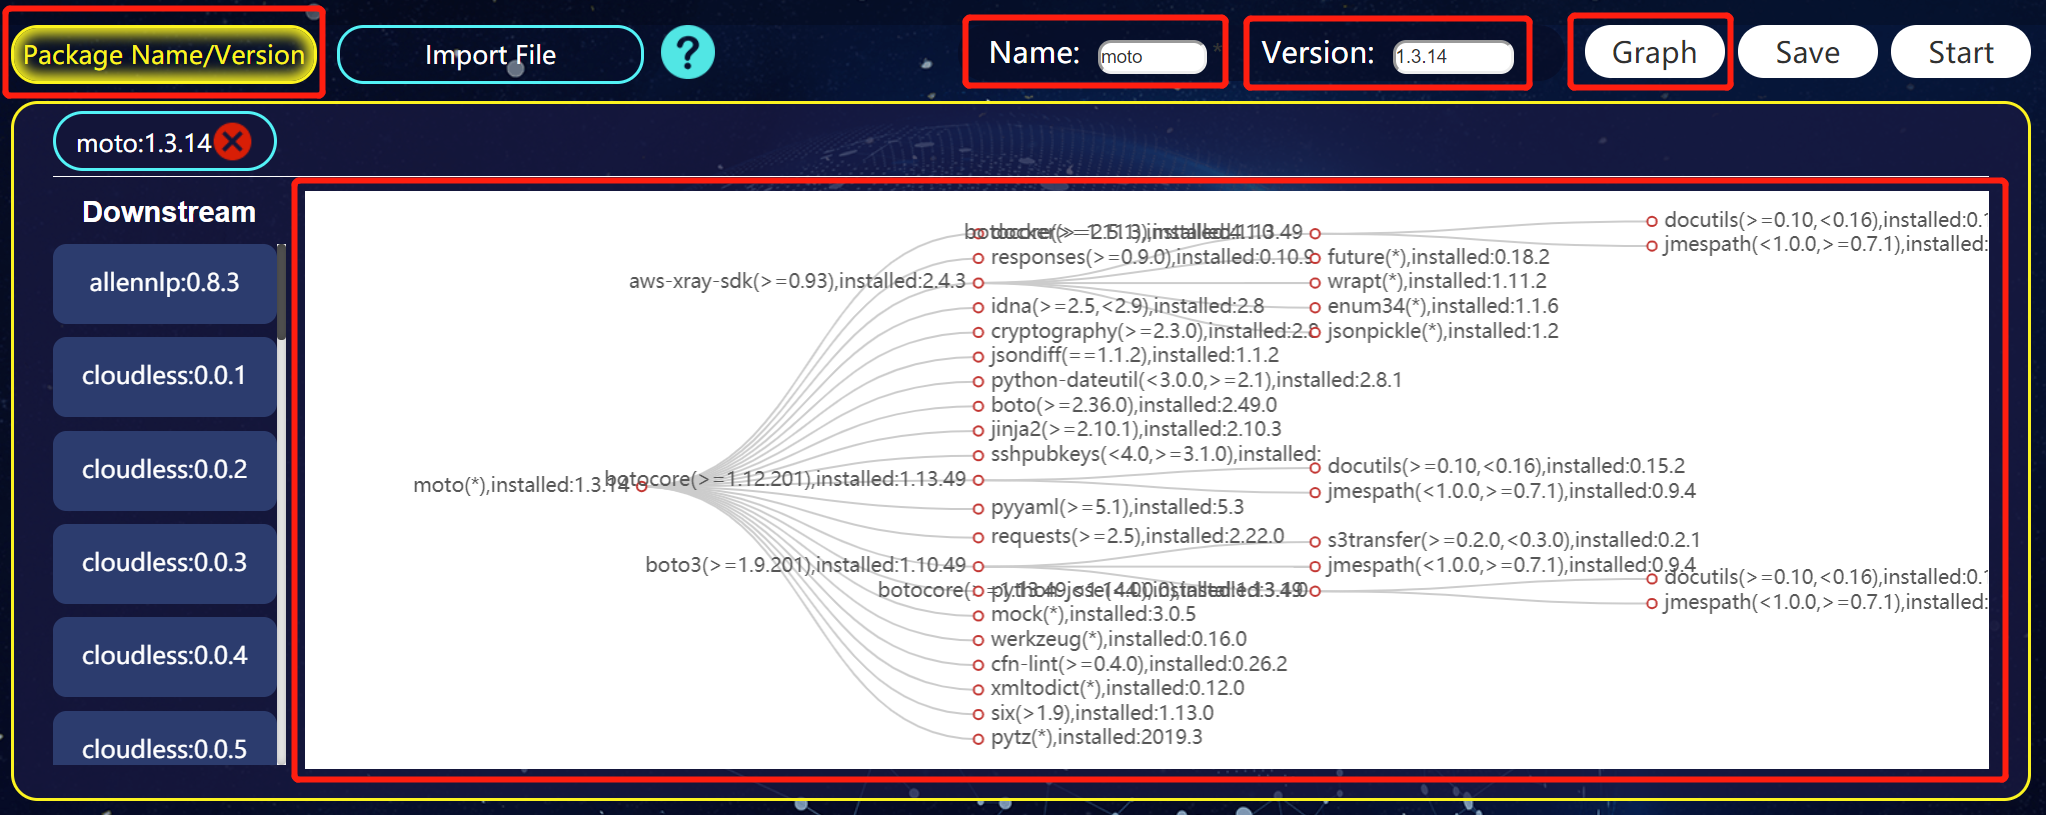 Package Name/Version
Import File
?
Name: moto *
Version: 1.3.14
Graph
Save
Start
moto:1.3.14
Downstream
allennlp:0.8.3
cloudless:0.0.1
cloudless:0.0.2
cloudless:0.0.3
cloudless:0.0.4
cloudless:0.0.5
moto(*),installed:1.3.14
responses(>=0.9.0),installed:0.10.9
aws-xray-sdk(>=0.93),installed:2.4.3
idna(>=2.5,<2.9),installed:2.8
cryptography(>=2.3.0),installed:2.8
jsondiff(==1.1.2),installed:1.1.2
python-dateutil(<3.0.0,>=2.1),installed:2.8.1
boto(>=2.36.0),installed:2.49.0
jinja2(>=2.10.1),installed:2.10.3
sshpubkeys(<4.0,>=3.1.0),installed:
botocore(>=1.12.201),installed:1.13.49
pyyaml(>=5.1),installed:5.3
requests(>=2.5),installed:2.22.0
boto3(>=1.9.201),installed:1.10.49
mock(*),installed:3.0.5
werkzeug(*),installed:0.16.0
cfn-lint(>=0.4.0),installed:0.26.2
xmltodict(*),installed:0.12.0
six(>1.9),installed:1.13.0
pytz(*),installed:2019.3
future(*),installed:0.18.2
wrapt(*),installed:1.11.2
enum34(*),installed:1.1.6
jsonpickle(*),installed:1.2
docutils(>=0.10,<0.16),installed:0.15.2
jmespath(<1.0.0,>=0.7.1),installed:0.9.4
s3transfer(>=0.2.0,<0.3.0),installed:0.2.1
jmespath(<1.0.0,>=0.7.1),installed:0.9.4
docutils(>=0.10,<0.16),installed:0.1
jmespath(<1.0.0,>=0.7.1),installed:
docutils(>=0.10,<0.16),installed:0.1
jmespath(<1.0.0,>=0.7.1),installed: